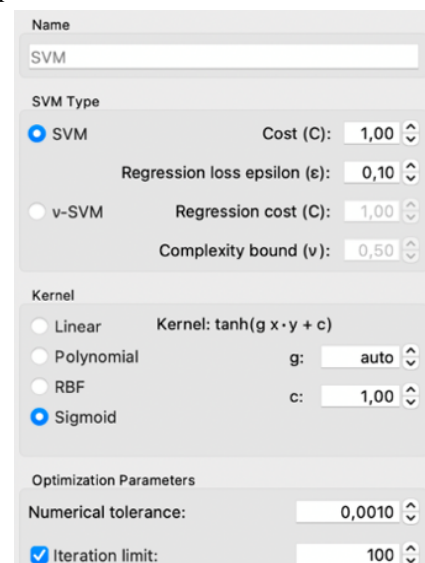 Name
SVM
SVM Type
SVM Cost (C): 1,00
Regression loss epsilon (ε): 0,10
ν-SVM Regression cost (C): 1,00
Complexity bound (ν): 0,50
Kernel
Linear Kernel: tanh(g x·y + c)
Polynomial g: auto
RBF c: 1,00
Sigmoid
Optimization Parameters
Numerical tolerance: 0,0010
Iteration limit: 100